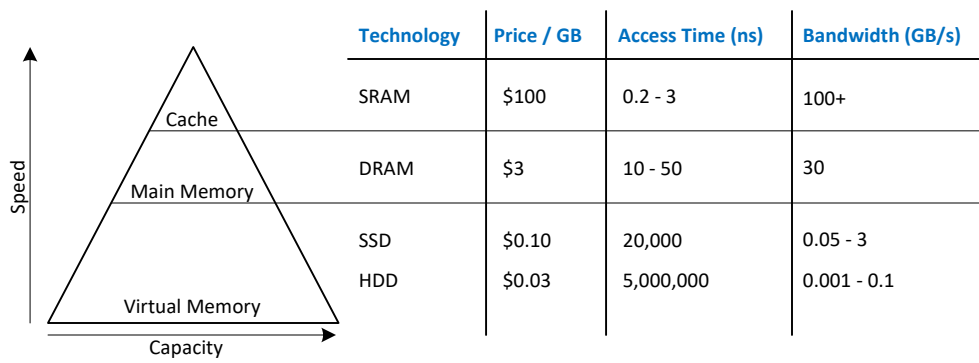 Technology Price / GB Access Time (ns) Bandwidth (GB/s)
SRAM $100 0.2 - 3 100+
Cache
DRAM $3 10 - 50 30
Main Memory
SSD $0.10 20,000 0.05 - 3
HDD $0.03 5,000,000 0.001 - 0.1
Virtual Memory
Speed
Capacity